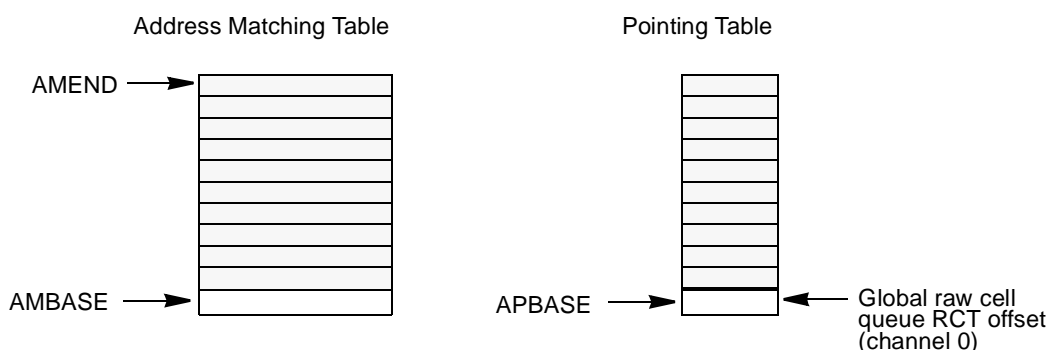 Address Matching Table
Pointing Table
AMEND
AMBASE
APBASE
Global raw cell
queue RCT offset
(channel 0)